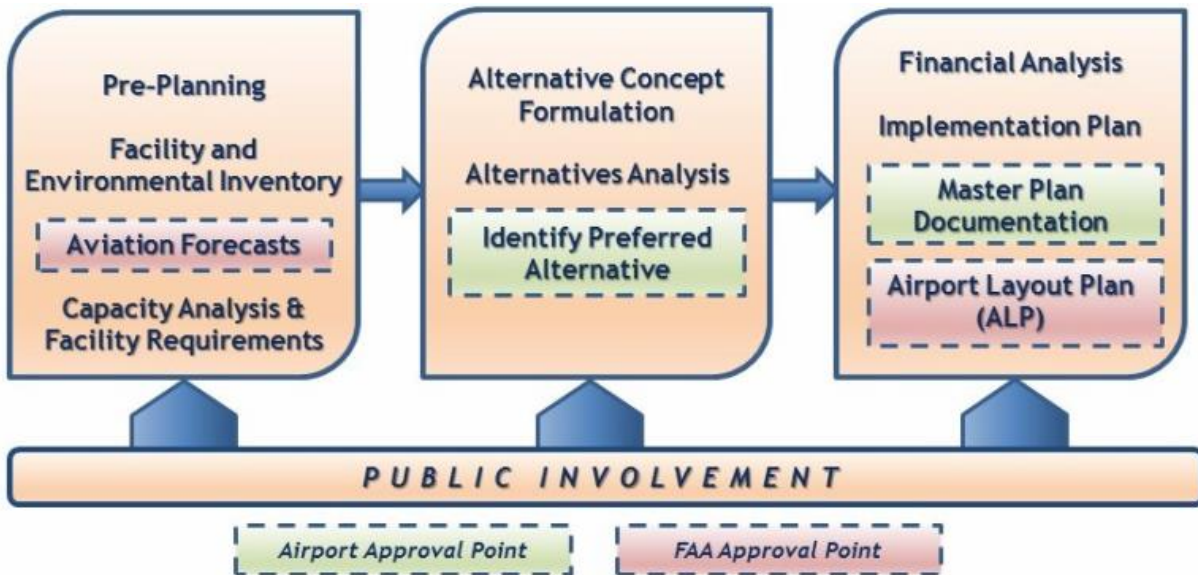 Pre-Planning
Facility and
Environmental Inventory
Aviation Forecasts
Capacity Analysis &
Facility Requirements
Alternative Concept
Formulation
Alternatives Analysis
Identify Preferred
Alternative
Financial Analysis
Implementation Plan
Master Plan
Documentation
Airport Layout Plan
(ALP)
PUBLIC INVOLVEMENT
Airport Approval Point
FAA Approval Point